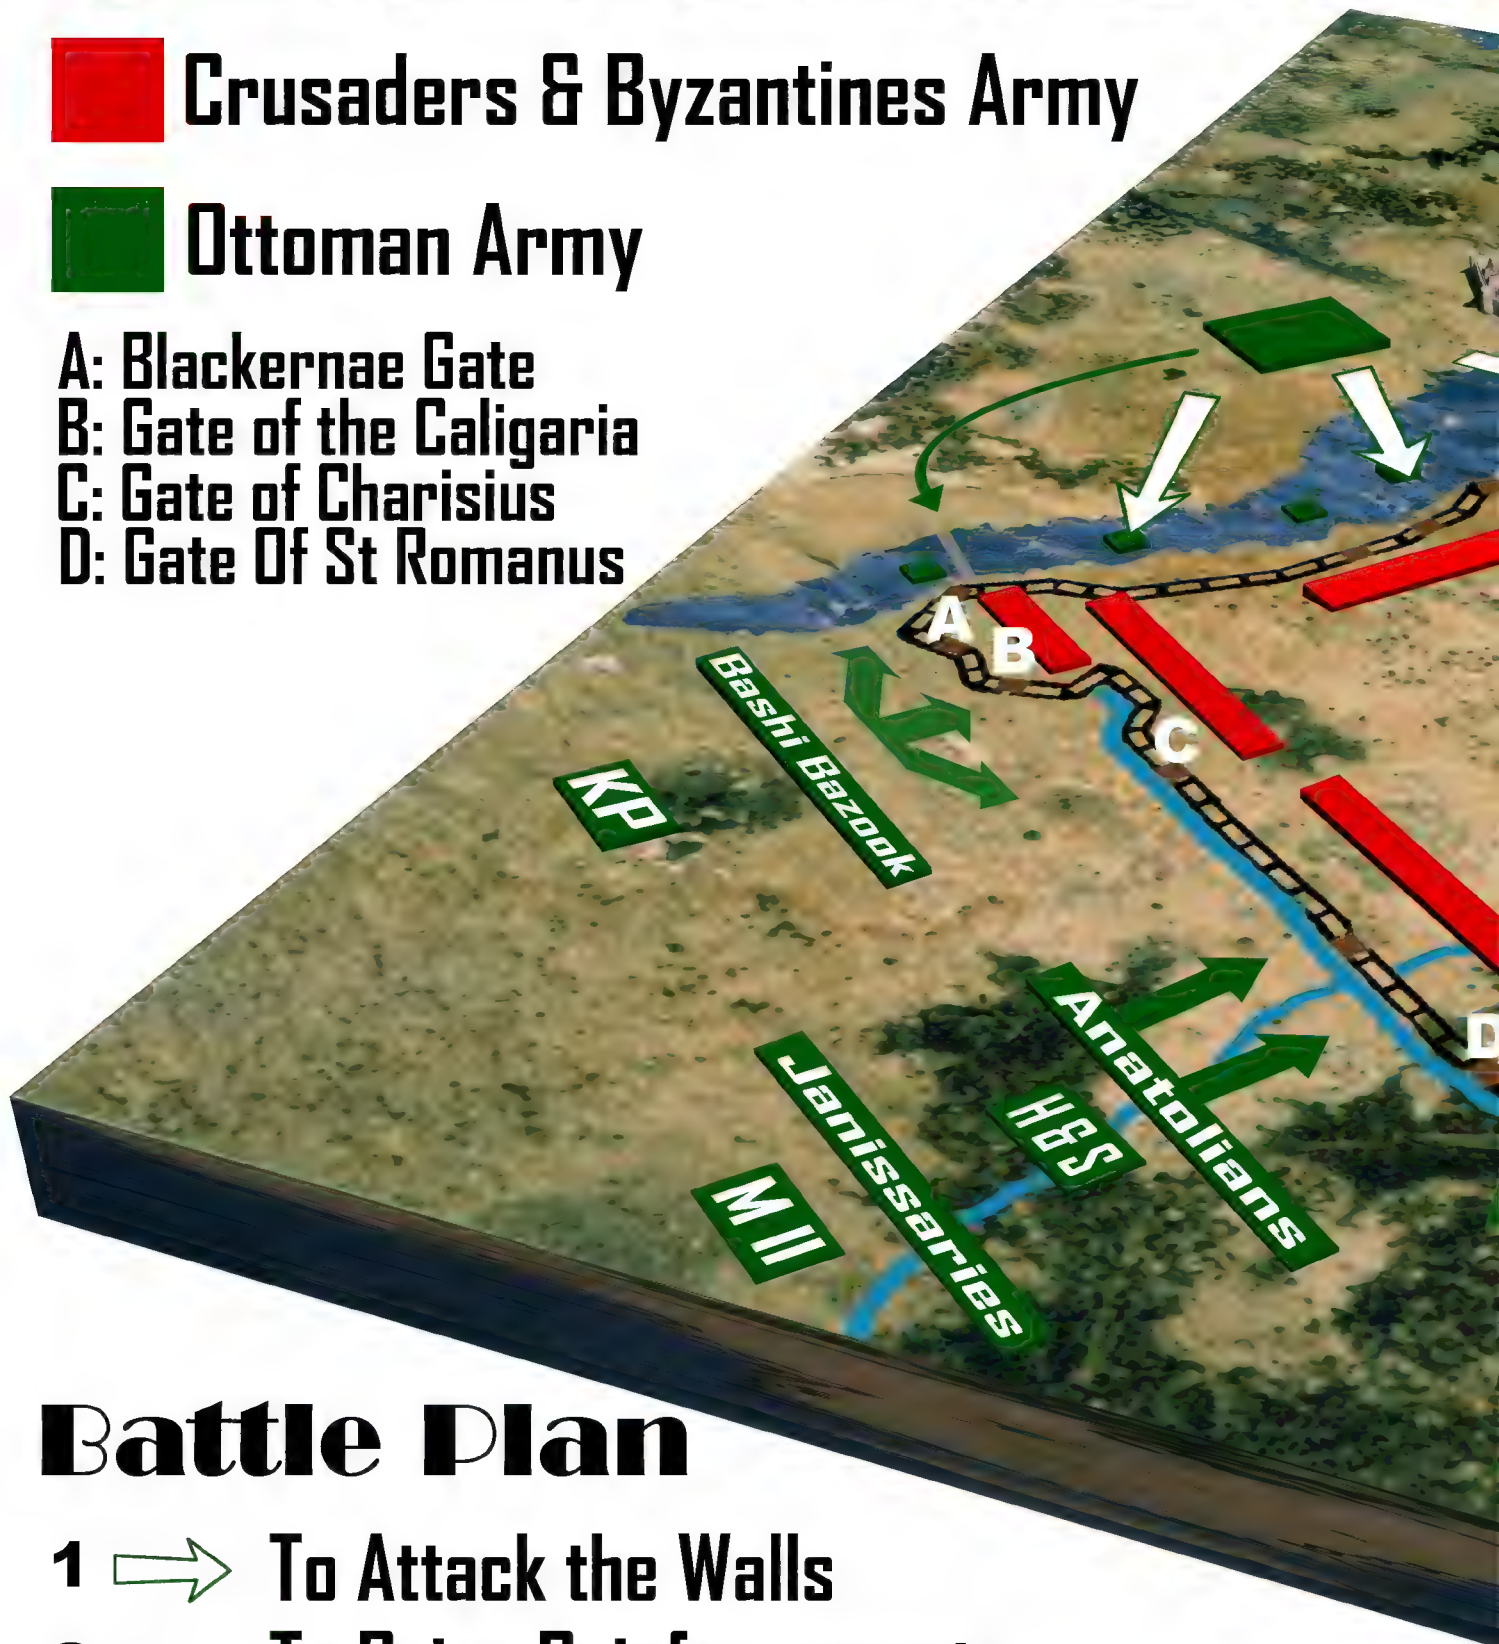 Crusaders & Byzantines Army
Ottoman Army
A: Blackernae Gate
B: Gate of the Caligaria
C: Gate of Charisius
D: Gate Of St Romanus
A
B
C
D
Bashi Bazook
KP
Anatolians
H&S
Janissaries
M II
Battle Plan
1 To Attack the Walls